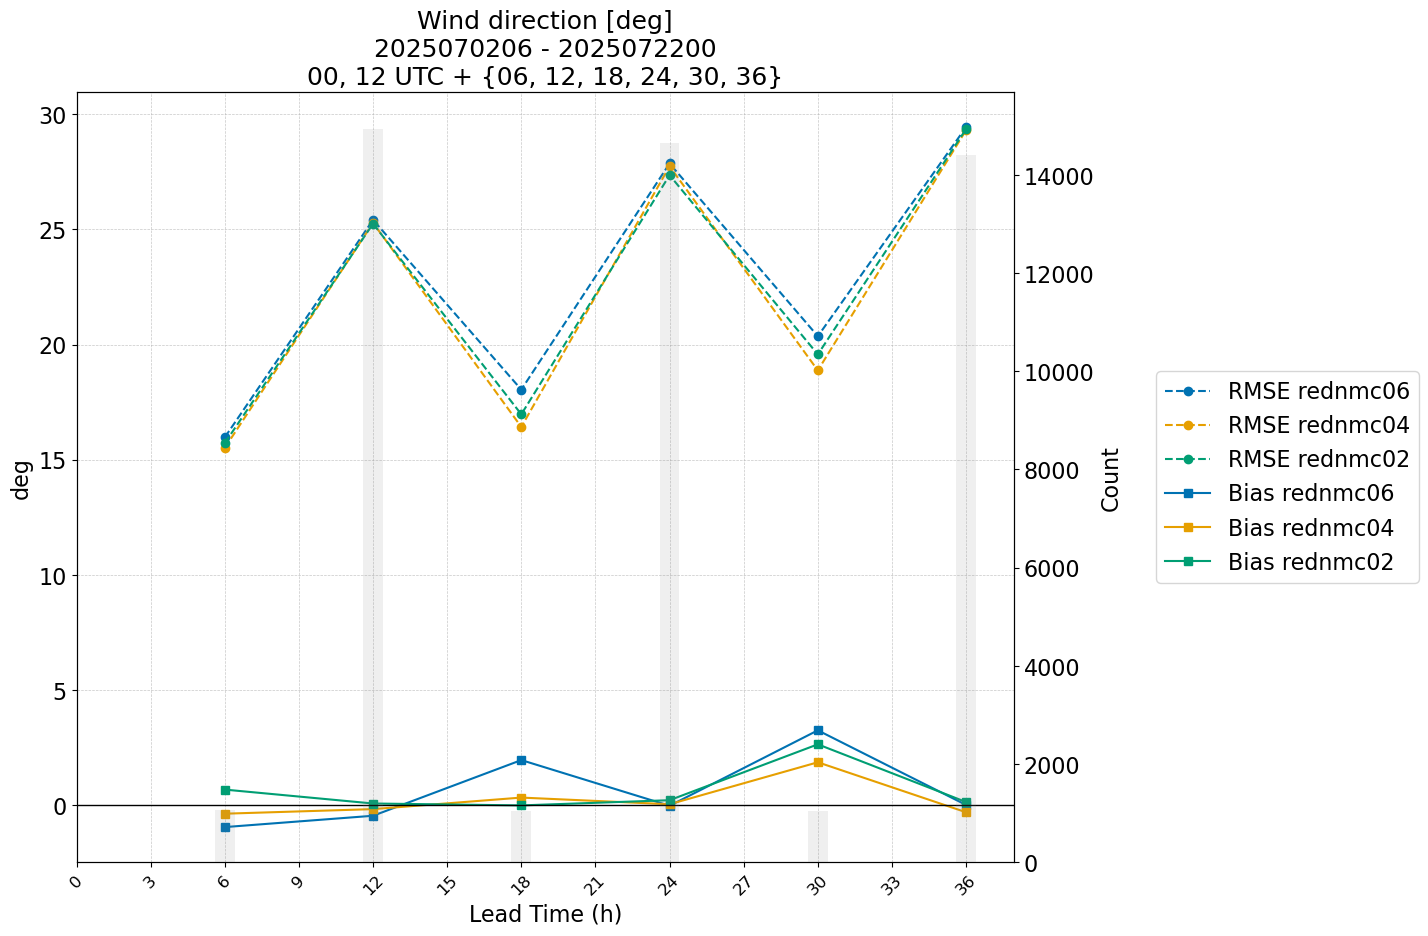 Wind direction [deg]
2025070206 - 2025072200
00, 12 UTC + {06, 12, 18, 24, 30, 36}
30
25
20
15
10
5
0
deg
14000
12000
10000
8000
6000
4000
2000
0
Count
0
3
6
9
12
15
18
21
24
27
30
33
36
Lead Time (h)
RMSE rednmc06
RMSE rednmc04
RMSE rednmc02
Bias rednmc06
Bias rednmc04
Bias rednmc02